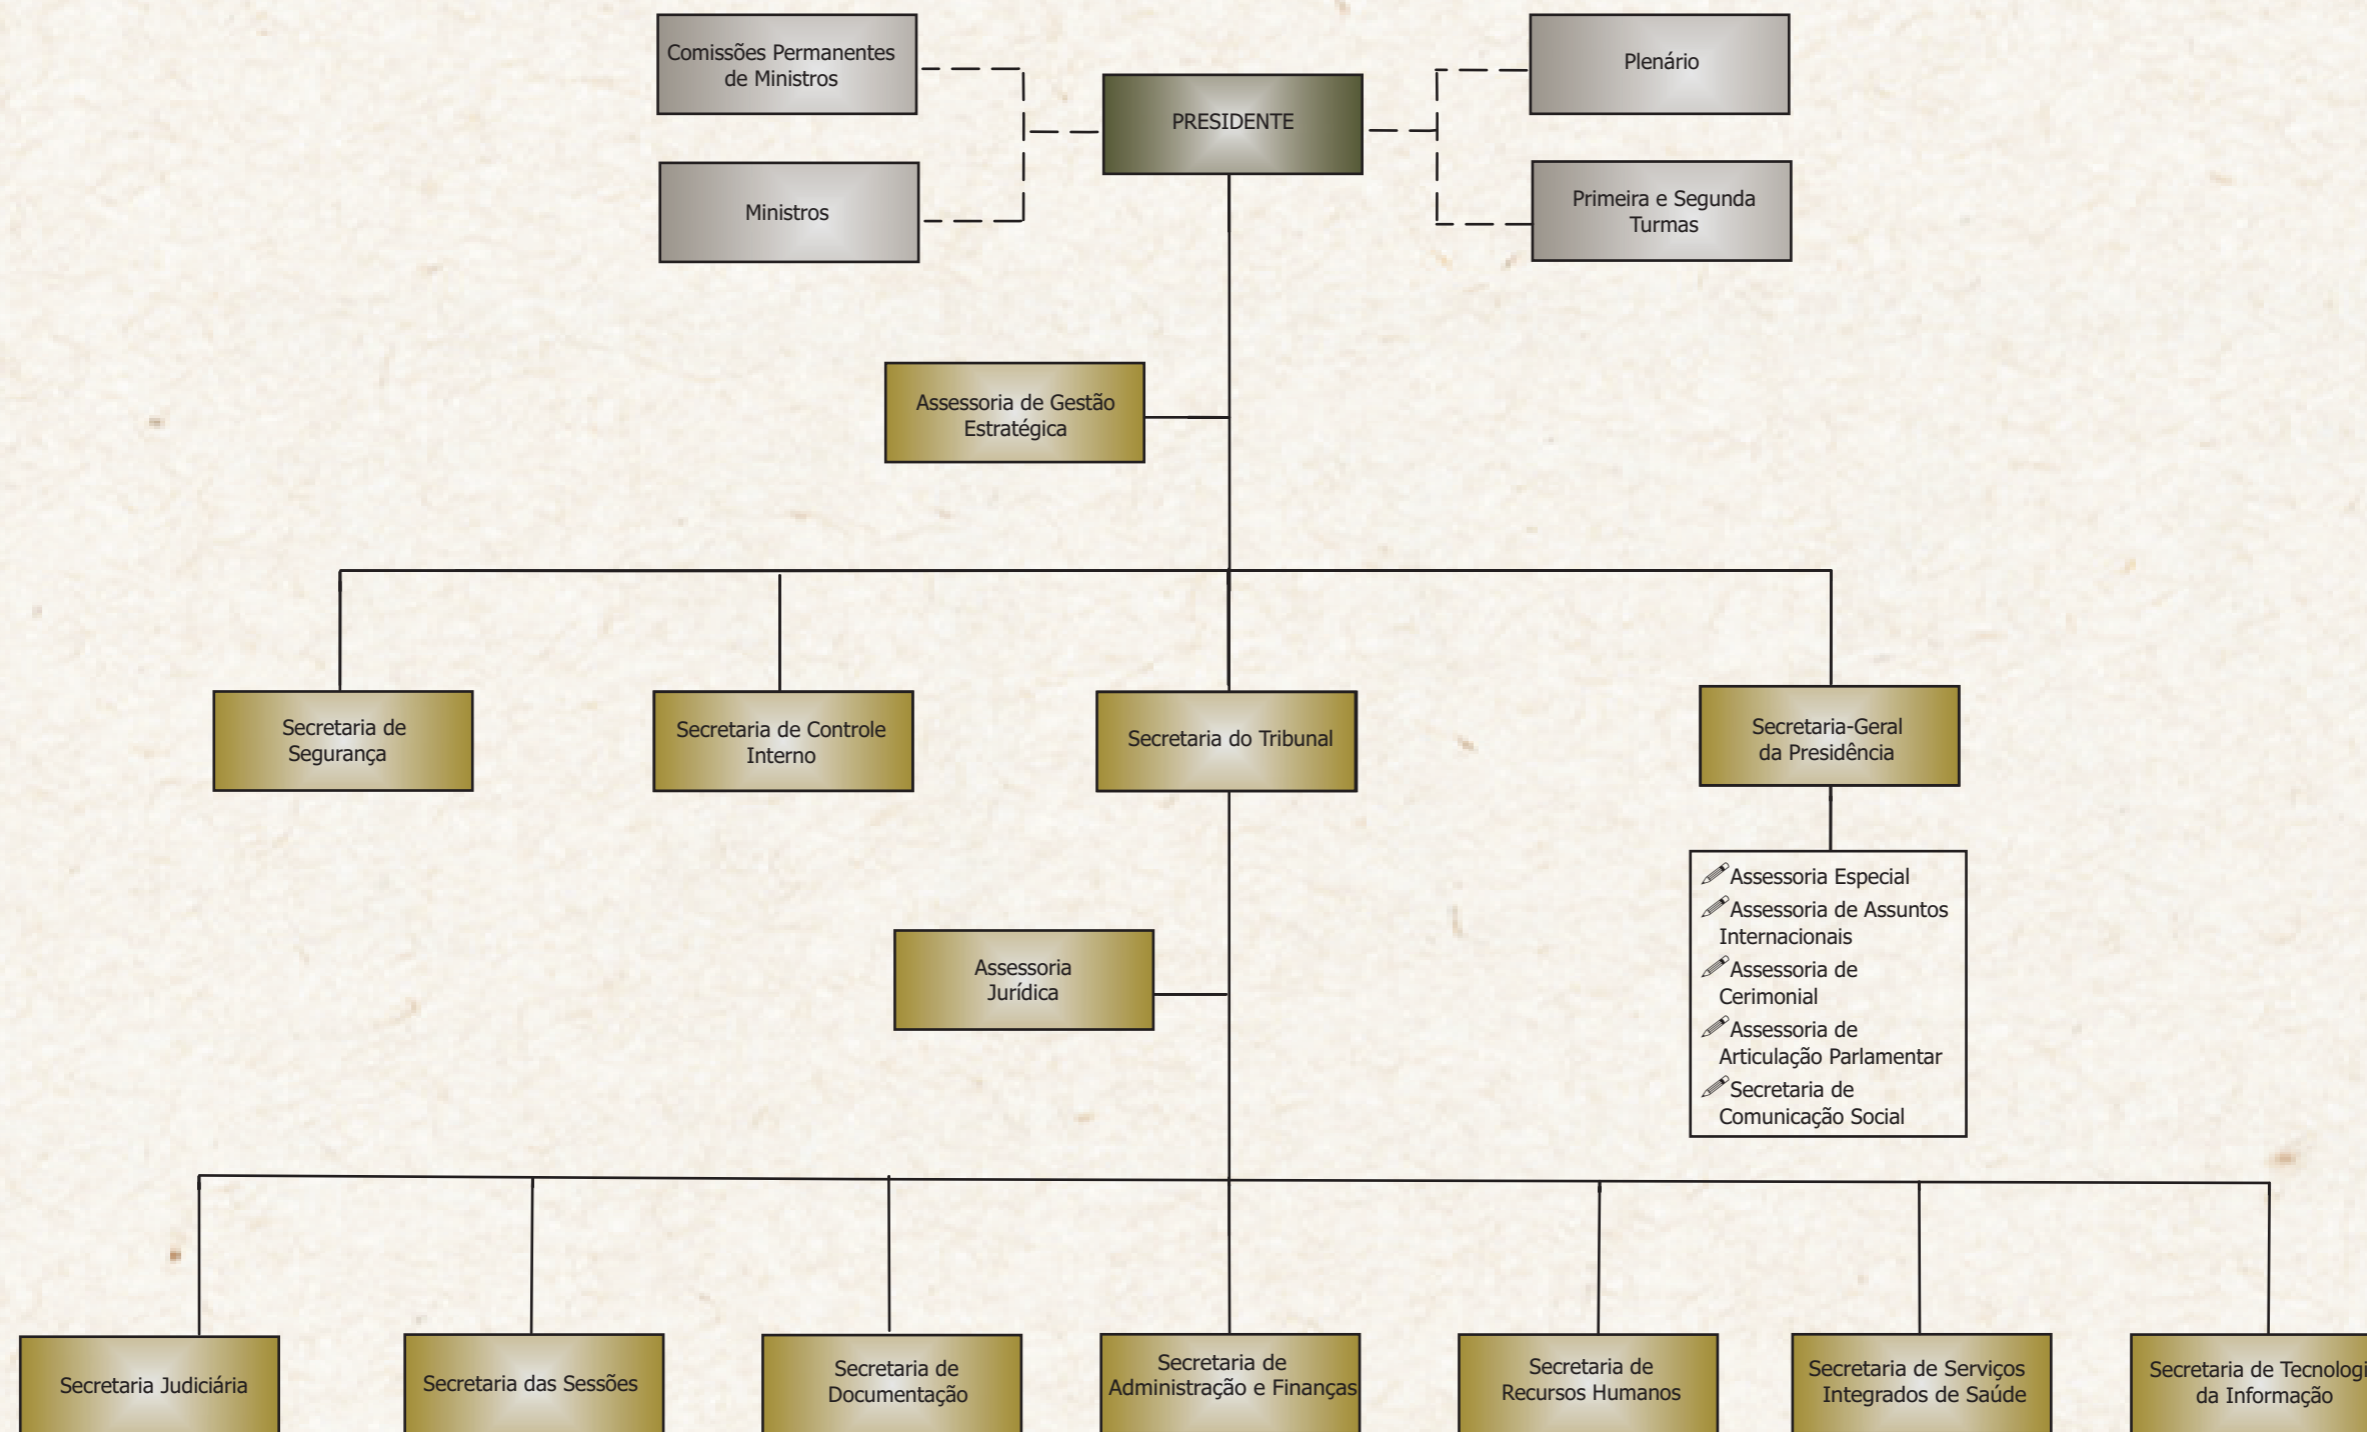 Comissões Permanentes
de Ministros
PRESIDENTE
Plenário
Ministros
Primeira e Segunda
Turmas
Assessoria de Gestão
Estratégica
Secretaria de
Segurança
Secretaria de Controle
Interno
Secretaria do Tribunal
Secretaria-Geral
da Presidência
Assessoria Especial
Assessoria de Assuntos
Internacionais
Assessoria de
Cerimonial
Assessoria de
Articulação Parlamentar
Secretaria de
Comunicação Social
Assessoria
Jurídica
Secretaria Judiciária
Secretaria das Sessões
Secretaria de
Documentação
Secretaria de
Administração e Finanças
Secretaria de
Recursos Humanos
Secretaria de Serviços
Integrados de Saúde
Secretaria de Tecnologi
da Informação